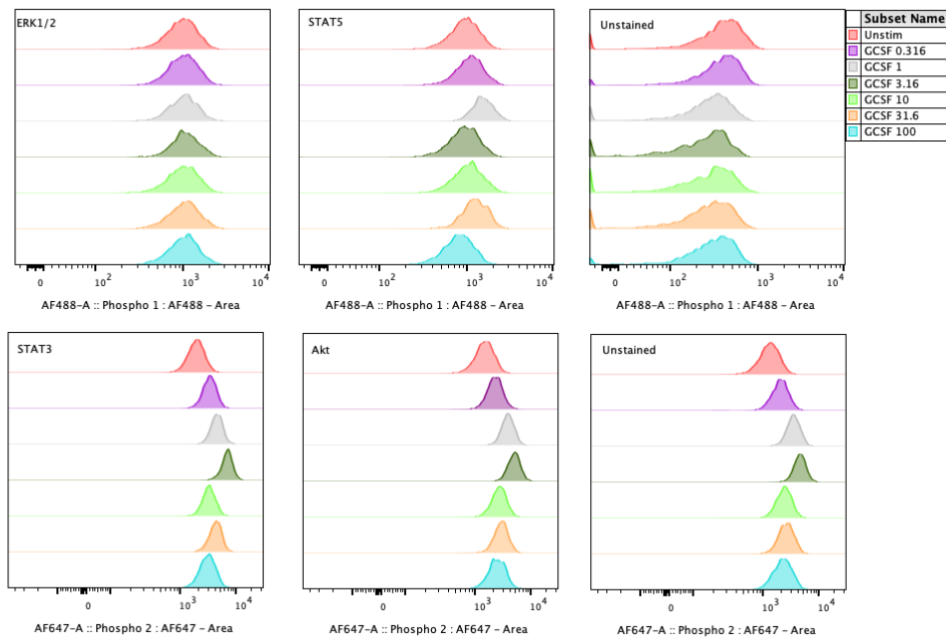 ERK1/2
0 10² 10³ 10⁴
AF488-A :: Phospho 1 : AF488 – Area
STAT5
0 10² 10³ 10⁴
AF488-A :: Phospho 1 : AF488 – Area
Unstained
0 10² 10³ 10⁴
AF488-A :: Phospho 1 : AF488 – Area
Subset Name
Unstim
GCSF 0.316
GCSF 1
GCSF 3.16
GCSF 10
GCSF 31.6
GCSF 100
STAT3
0 10³ 10⁴
AF647-A :: Phospho 2 : AF647 – Area
Akt
0 10³ 10⁴
AF647-A :: Phospho 2 : AF647 – Area
Unstained
0 10³ 10⁴
AF647-A :: Phospho 2 : AF647 – Area